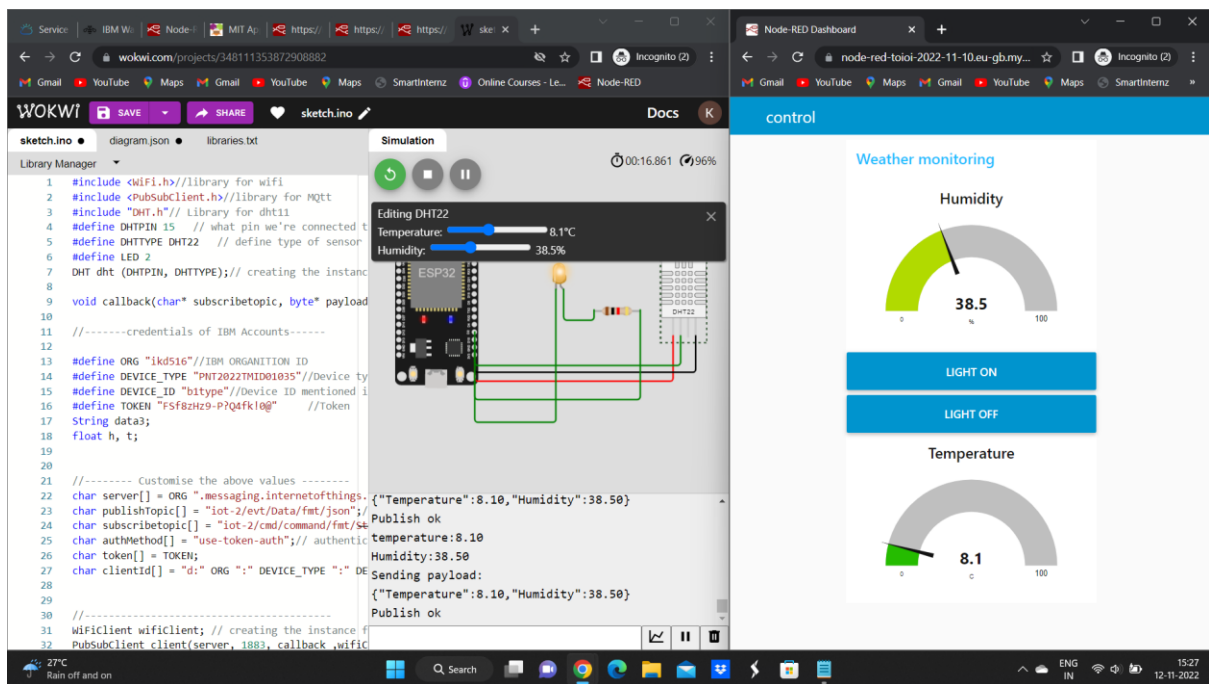 Service
IBM Wa
Node-R
MIT Ap
https://
https://
https://
sket
wokwi.com/projects/348111353872908882
Incognito (2)
Gmail YouTube Maps Gmail YouTube Maps SmartInternz Online Courses - Le... Node-RED
WOKWI SAVE SHARE sketch.ino Docs K
sketch.ino diagram.json libraries.txt
Library Manager
1 #include <WiFi.h>//library for wifi
2 #include <PubSubClient.h>//library for MQtt
3 #include "DHT.h"// Library for dht11
4 #define DHTPIN 15 // what pin we're connected t
5 #define DHTTYPE DHT22 // define type of sensor
6 #define LED 2
7 DHT dht (DHTPIN, DHTTYPE);// creating the instanc
8
9 void callback(char* subscribetopic, byte* payload
10
11 //-------credentials of IBM Accounts------
12
13 #define ORG "ikd516"//IBM ORGANITION ID
14 #define DEVICE_TYPE "PNT2022TMID01035"//Device ty
15 #define DEVICE_ID "b1type"//Device ID mentioned i
16 #define TOKEN "FSf8zHz9-P?Q4fk!0@" //Token
17 String data3;
18 float h, t;
19
20
21 //-------- Customise the above values --------
22 char server[] = ORG ".messaging.internetofthings.
23 char publishTopic[] = "iot-2/evt/Data/fmt/json";/
24 char subscribetopic[] = "iot-2/cmd/command/fmt/St
25 char authMethod[] = "use-token-auth";// authentic
26 char token[] = TOKEN;
27 char clientId[] = "d:" ORG ":" DEVICE_TYPE ":" DE
28
29
30 //----------------------------------------
31 WiFiClient wifiClient; // creating the instance f
32 PubSubClient client(server, 1883, callback ,wifiC
Simulation
00:16.861 96%
Editing DHT22
Temperature: 8.1°C
Humidity: 38.5%
ESP32
DHT22
{"Temperature":8.10,"Humidity":38.50}
Publish ok
temperature:8.10
Humidity:38.50
Sending payload:
{"Temperature":8.10,"Humidity":38.50}
Publish ok
Node-RED Dashboard
node-red-toioi-2022-11-10.eu-gb.my...
Incognito (2)
Gmail YouTube Maps Gmail YouTube Maps SmartInternz »
control
Weather monitoring
Humidity
38.5
0 % 100
LIGHT ON
LIGHT OFF
Temperature
8.1
0 c 100
27°C
Rain off and on
Search
ENG
IN
15:27
12-11-2022